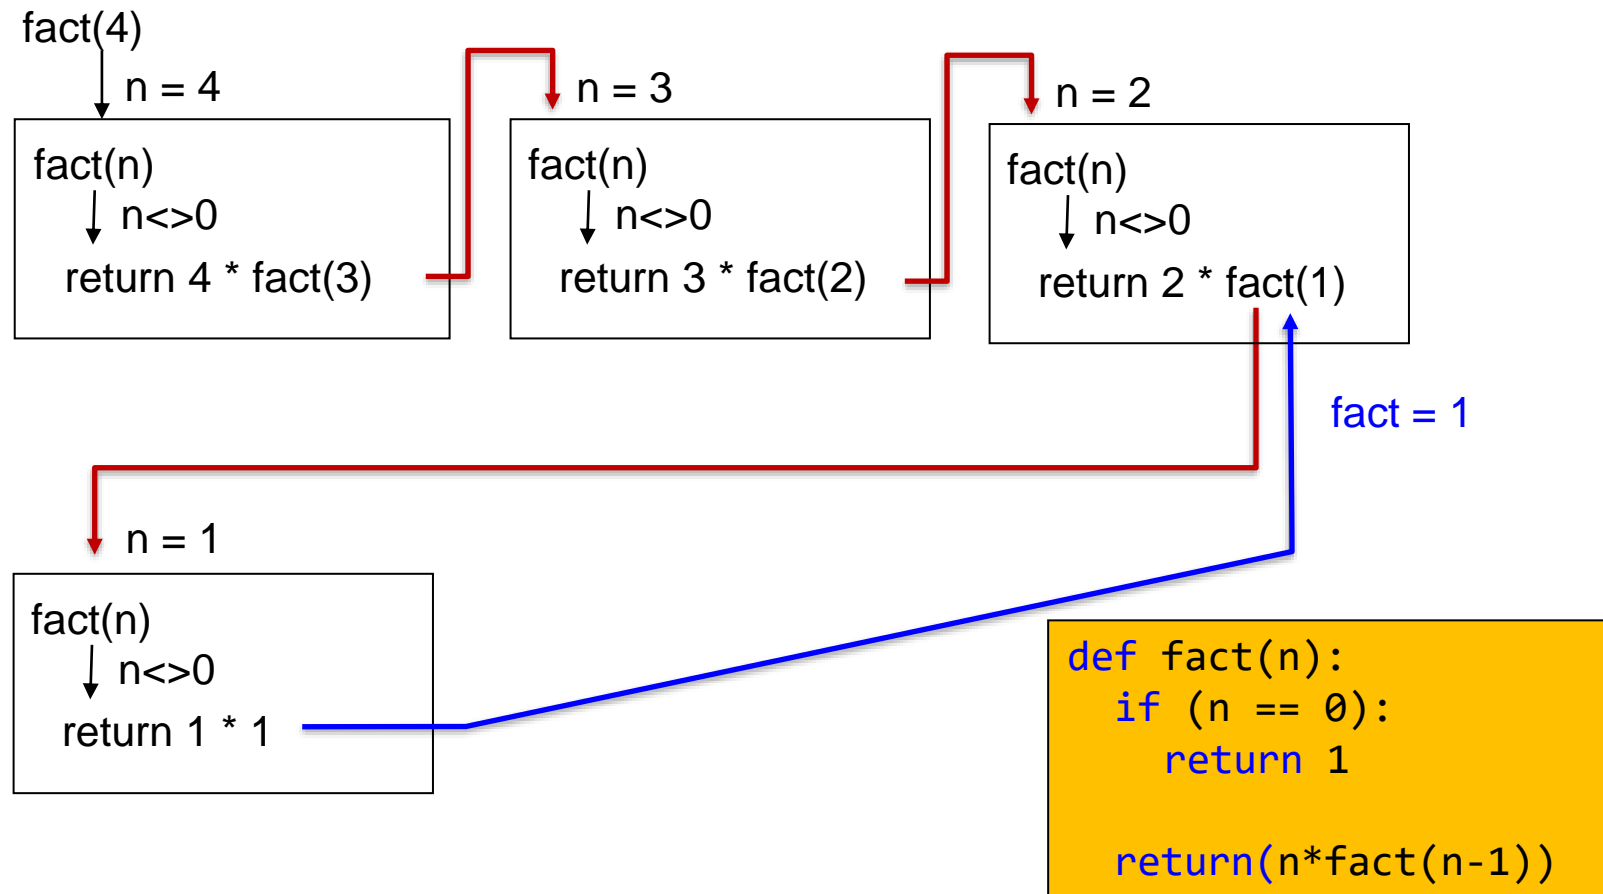 fact(4)
n = 4
fact(n)
n<>0
return 4 * fact(3)
n = 3
fact(n)
n<>0
return 3 * fact(2)
n = 2
fact(n)
n<>0
return 2 * fact(1)
fact = 1
n = 1
fact(n)
n<>0
return 1 * 1
def fact(n):
  if (n == 0):
    return 1
  return(n*fact(n-1))